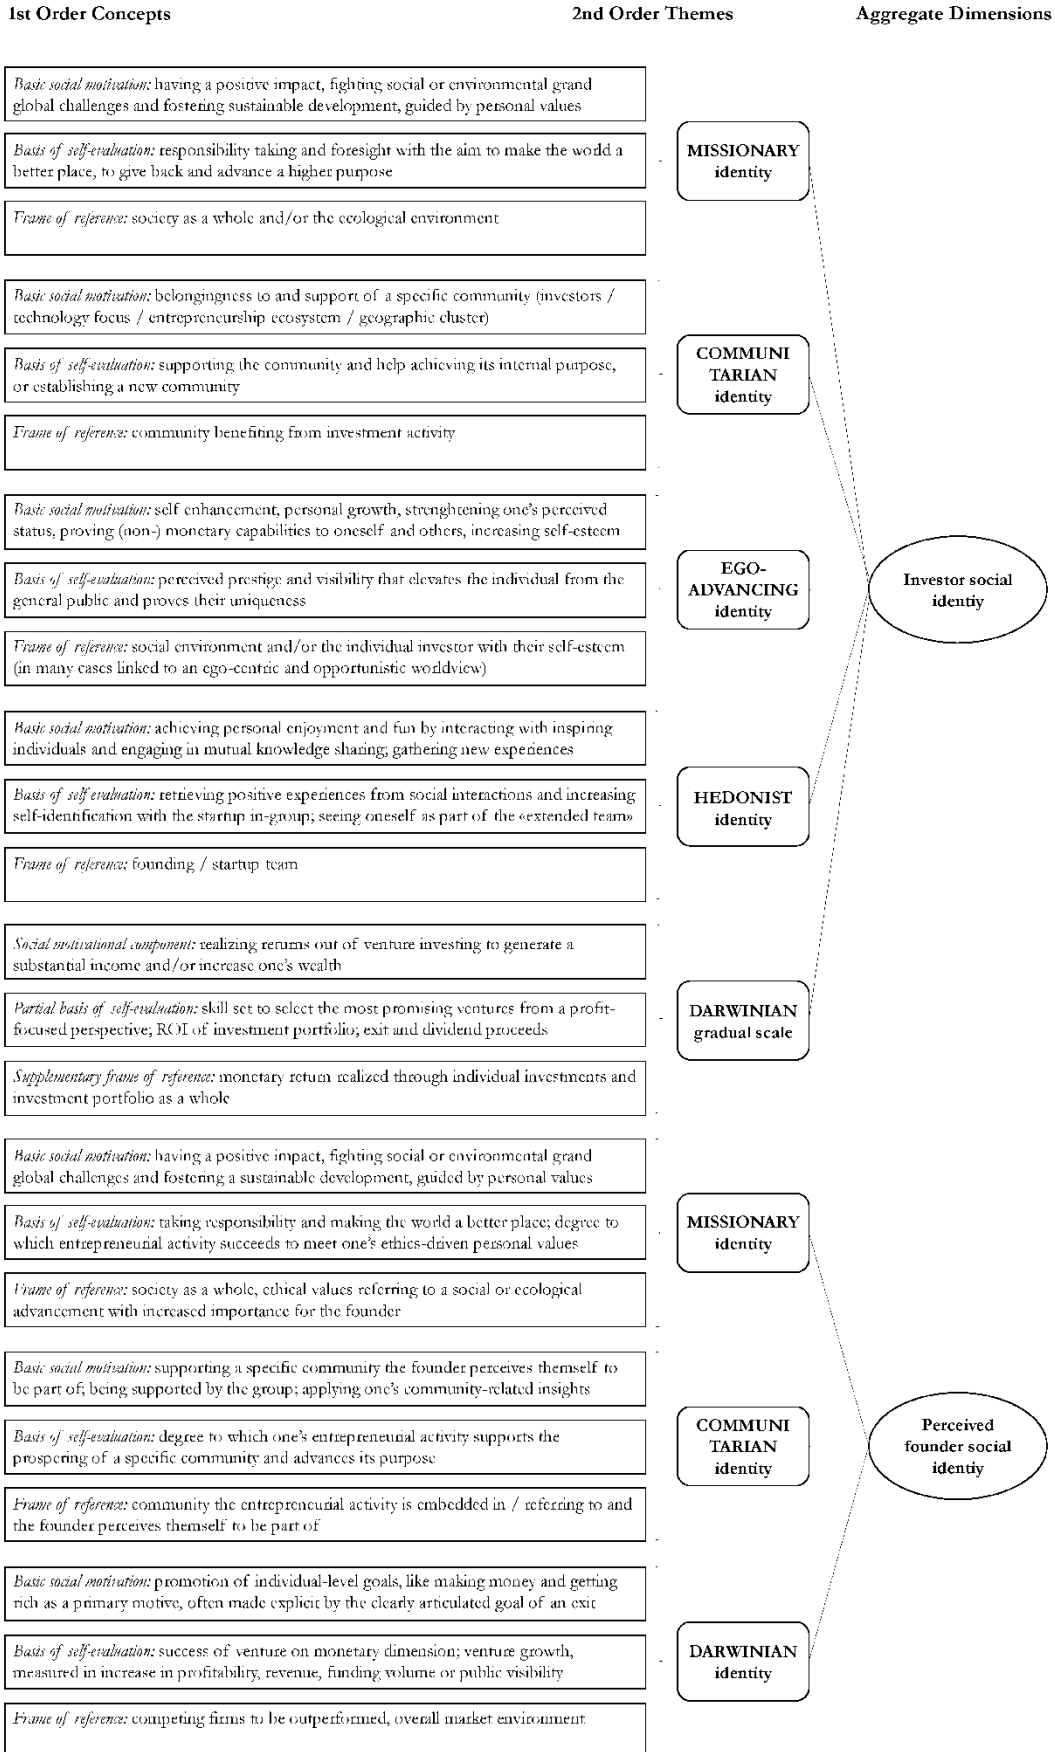 1st Order Concepts
2nd Order Themes
Aggregate Dimensions
Basic social motivation: having a positive impact, fighting social or environmental grand
global challenges and fostering sustainable development, guided by personal values
Basis of self-evaluation: responsibility taking and foresight with the aim to make the world a
better place, to give back and advance a higher purpose
Frame of reference: society as a whole and/or the ecological environment
MISSIONARY
identity
Basic social motivation: belongingness to and support of a specific community (investors /
technology focus / entrepreneurship ecosystem / geographic cluster)
Basis of self-evaluation: supporting the community and help achieving its internal purpose,
or establishing a new community
Frame of reference: community benefiting from investment activity
COMMUNI
TARIAN
identity
Basic social motivation: self enhancement, personal growth, strenghtening one's perceived
status, proving (non-) monetary capabilities to oneself and others, increasing self-esteem
Basis of self-evaluation: perceived prestige and visibility that elevates the individual from the
general public and proves their uniqueness
Frame of reference: social environment and/or the individual investor with their self-esteem
(in many cases linked to an ego-centric and opportunistic worldview)
EGO-
ADVANCING
identity
Investor social
identiy
Basic social motivation: achieving personal enjoyment and fun by interacting with inspiring
individuals and engaging in mutual knowledge sharing; gathering new experiences
Basis of self evaluation: retrieving positive experiences from social interactions and increasing
self-identification with the startup in-group; seeing oneself as part of the «extended team»
Frame of reference: founding / startup team
HEDONIST
identity
Social motivational component: realizing returns out of venture investing to generate a
substantial income and/or increase one's wealth
Partial basis of self-evaluation: skill set to select the most promising ventures from a profit-
focused perspective; ROI of investment portfolio; exit and dividend proceeds
Supplementary frame of reference: monetary return realized through individual investments and
investment portfolio as a whole
DARWINIAN
gradual scale
Basic social motivation: having a positive impact, fighting social or environmental grand
global challenges and fostering a sustainable development, guided by personal values
Basis of self-evaluation: taking responsibility and making the world a better place; degree to
which entrepreneurial activity succeeds to meet one's ethics-driven personal values
Frame of reference: society as a whole, ethical values referring to a social or ecological
advancement with increased importance for the founder
MISSIONARY
identity
Basic social motivation: supporting a specific community the founder perceives themself to
be part of; being supported by the group; applying one's community-related insights
Basis of self-evaluation: degree to which one's entrepreneurial activity supports the
prospering of a specific community and advances its purpose
Frame of reference: community the entrepreneurial activity is embedded in / referring to and
the founder perceives themself to be part of
COMMUNI
TARIAN
identity
Perceived
founder social
identiy
Basic social motivation: promotion of individual-level goals, like making money and getting
rich as a primary motive, often made explicit by the clearly articulated goal of an exit
Basis of self-evaluation: success of venture on monetary dimension; venture growth,
measured in increase in profitability, revenue, funding volume or public visibility
Frame of reference: competing firms to be outperformed, overall market environment
DARWINIAN
identity